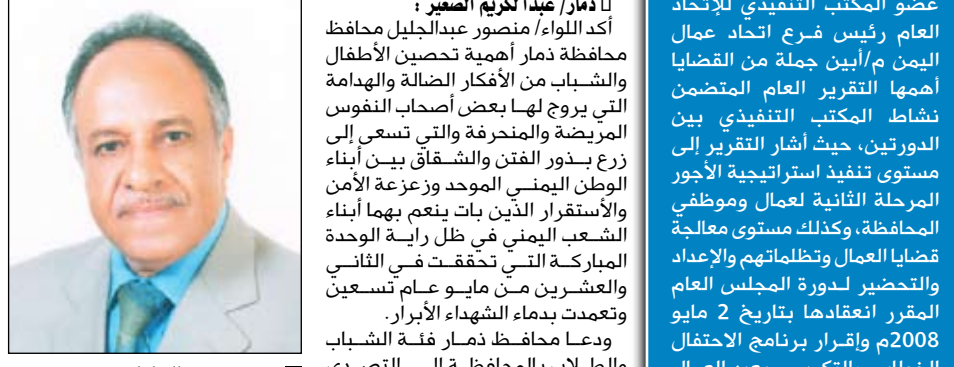 عضو المكتب التنفيذي للإتحاد
العام رئيس فرع اتحاد عمال
اليمن م/أبين جملة من القضايا
أهمها التقرير العام المتضمن
نشاط المكتب التنفيذي بين
الدورتين، حيث أشار التقرير إلى
مستوى تنفيذ استراتيجية الأجور
المرحلة الثانية لعمال وموظفي
المحافظة، وكذلك مستوى معالجة
قضايا العمال وتظلماتهم والإعداد
والتحضير لدورة المجلس العام
المقرر انعقادها بتاريخ 2 مايو
2008م وإقرار برنامج الاحتفال
ذمار/ عبدا لكريم الصغير :
أكد اللواء/ منصور عبدالجليل محافظ
محافظة ذمار أهمية تحصين الأطفال
والشباب من الأفكار الضالة والهدامة
التي يروج لها بعض أصحاب النفوس
المريضة والمنحرفة والتي تسعى إلى
زرع بذور الفتن والشقاق بين أبناء
الوطن اليمني الموحد وزعزعة الأمن
والأستقرار الذين بات ينعم بهما أبناء
الشعب اليمني في ظل راية الوحدة
المباركة التي تحققت في الثاني
والعشرين من مايو عام تسعين
وتعمدت بدماء الشهداء الأبرار.
ودعا محافظ ذمار فئة الشباب
والطلاب بالمحافظة إلى التصدي